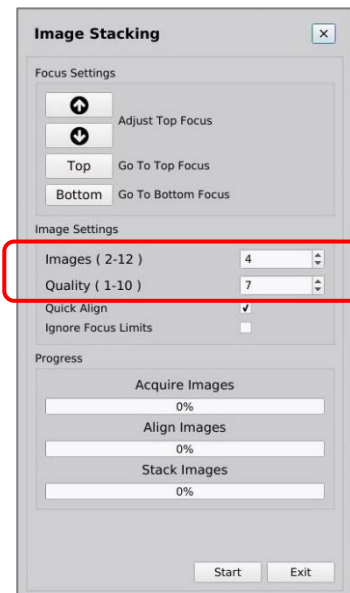 Image Stacking
Focus Settings
Adjust Top Focus
Top Go To Top Focus
Bottom Go To Bottom Focus
Image Settings
Images ( 2-12 ) 4
Quality ( 1-10 ) 7
Quick Align
Ignore Focus Limits
Progress
Acquire Images
0%
Align Images
0%
Stack Images
0%
Start Exit